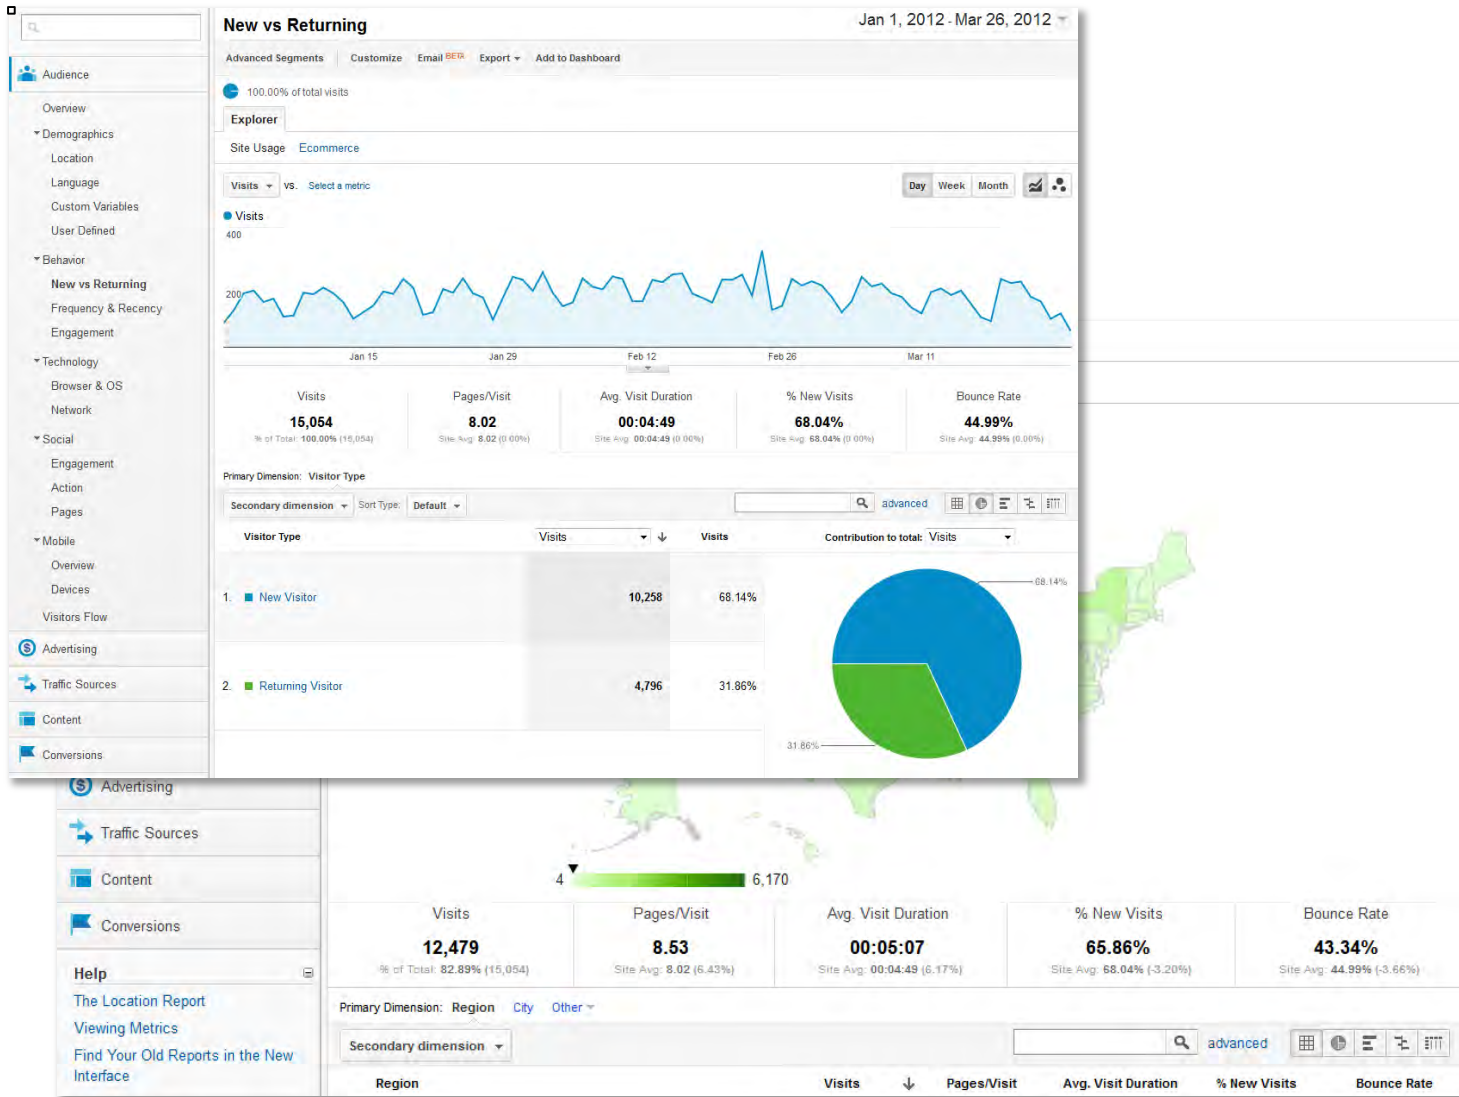 New vs Returning
Jan 1, 2012 - Mar 26, 2012
Advanced Segments Customize Email BETA Export Add to Dashboard
100.00% of total visits
Explorer
Site Usage Ecommerce
Visits VS. Select a metric
Day Week Month
Visits
400
200
Jan 15 Jan 29 Feb 12 Feb 26 Mar 11
Visits Pages/Visit Avg. Visit Duration % New Visits Bounce Rate
15,054 8.02 00:04:49 68.04% 44.99%
% of Total: 100.00% (15,054) Site Avg: 8.02 (0.00%) Site Avg: 00:04:49 (0.00%) Site Avg: 68.04% (0.00%) Site Avg: 44.99% (0.00%)
Primary Dimension: Visitor Type
Secondary dimension Sort Type: Default advanced
Visitor Type Visits Visits Contribution to total: Visits
1. New Visitor 10,258 68.14%
2. Returning Visitor 4,796 31.86%
68.14%
31.86%
Audience
Overview
Demographics
Location
Language
Custom Variables
User Defined
Behavior
New vs Returning
Frequency & Recency
Engagement
Technology
Browser & OS
Network
Social
Engagement
Action
Pages
Mobile
Overview
Devices
Visitors Flow
Advertising
Traffic Sources
Content
Conversions
Advertising
Traffic Sources
Content
Conversions
Help
The Location Report
Viewing Metrics
Find Your Old Reports in the New
Interface
4 6,170
Visits Pages/Visit Avg. Visit Duration % New Visits Bounce Rate
12,479 8.53 00:05:07 65.86% 43.34%
% of Total: 82.89% (15,054) Site Avg: 8.02 (6.43%) Site Avg: 00:04:49 (6.17%) Site Avg: 68.04% (-3.20%) Site Avg: 44.99% (-3.66%)
Primary Dimension: Region City Other
Secondary dimension advanced
Region Visits Pages/Visit Avg. Visit Duration % New Visits Bounce Rate